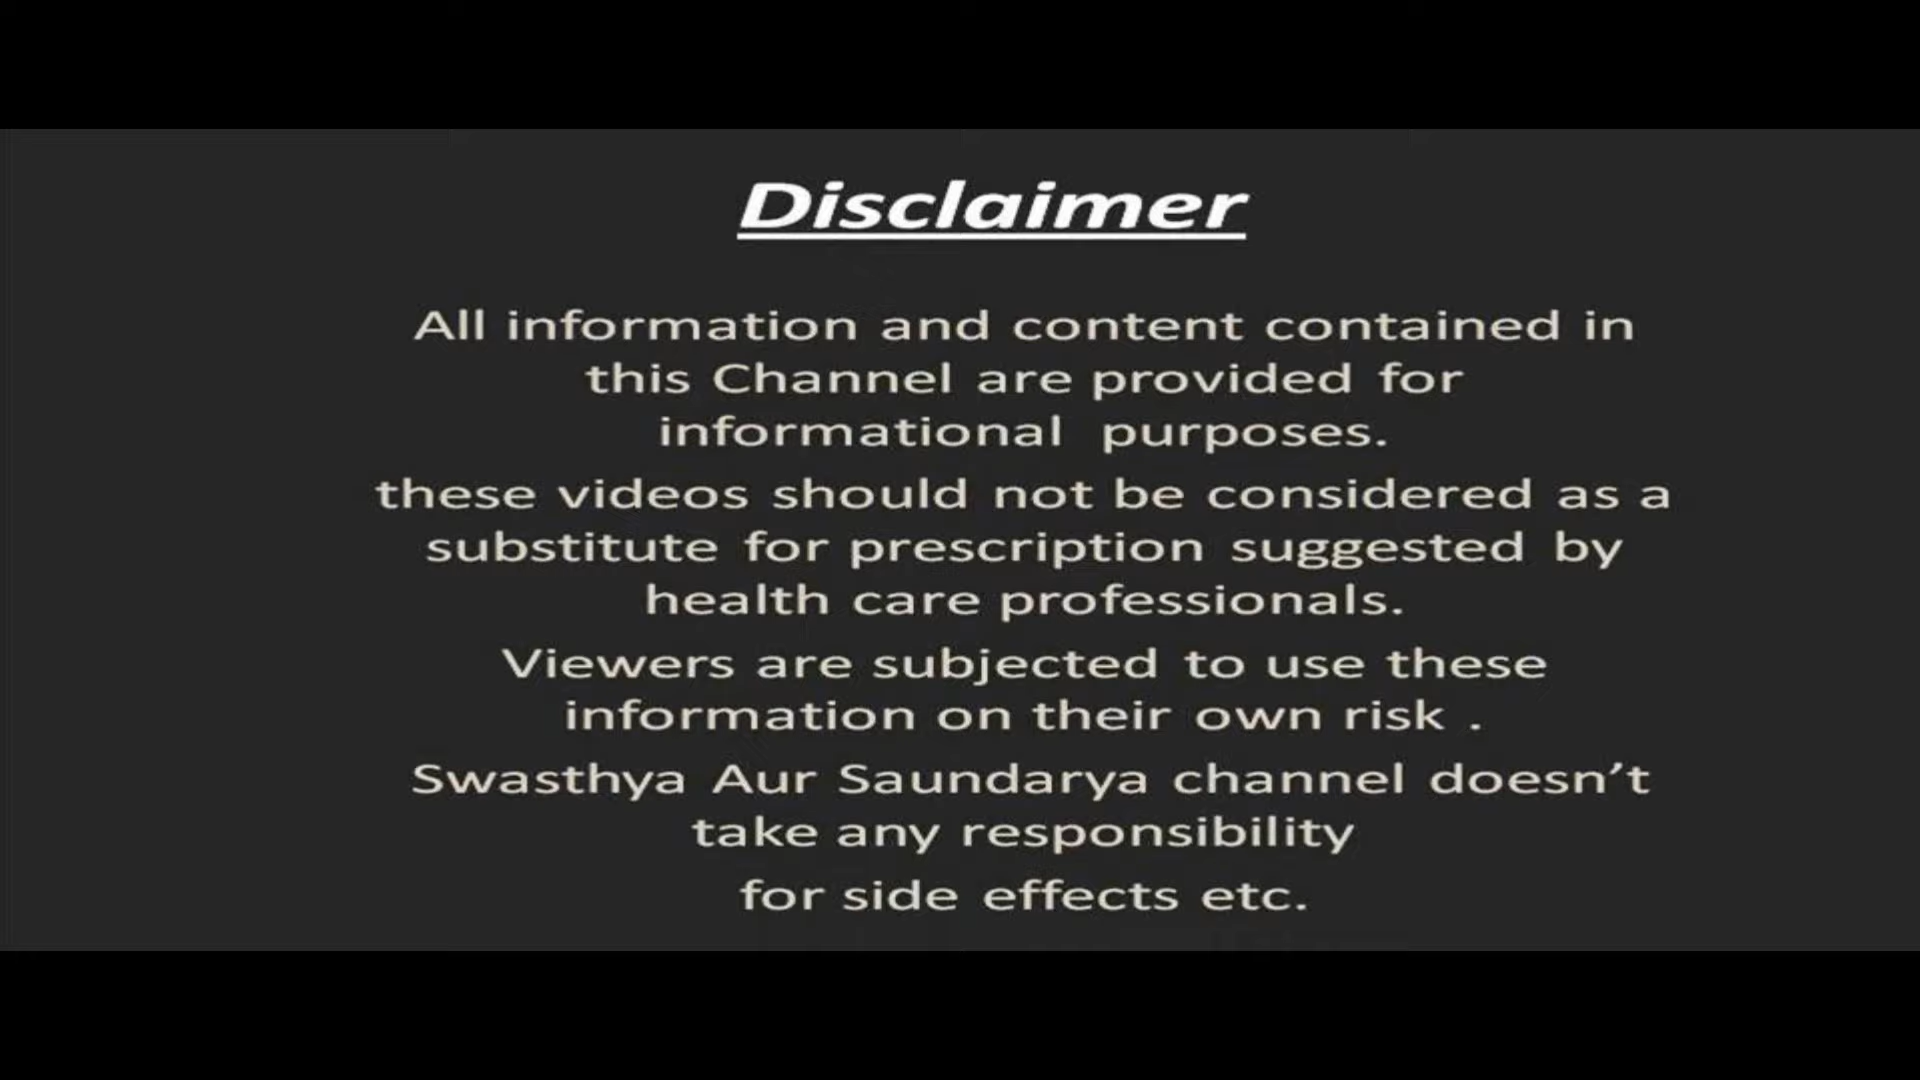 Disclaimer
All information and content contained in
this Channel are provided for
informational purposes.
these videos should not be considered as a
substitute for prescription suggested by
health care professionals.
Viewers are subjected to use these
information on their own risk .
Swasthya Aur Saundarya channel doesn’t
take any responsibility
for side effects etc.